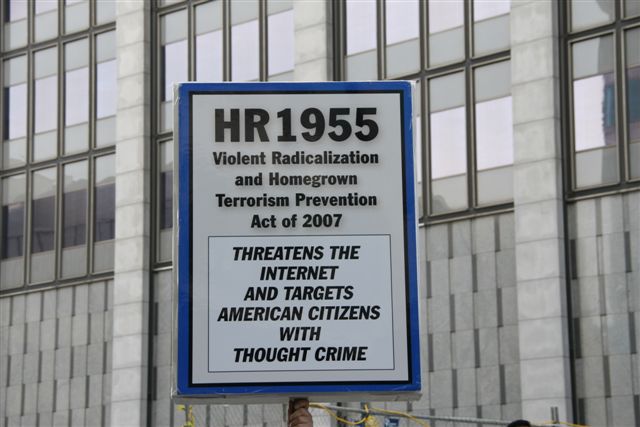 HR1955
Violent Radicalization
and Homegrown
Terrorism Prevention
Act of 2007
THREATENS THE
INTERNET
AND TARGETS
AMERICAN CITIZENS
WITH
THOUGHT CRIME